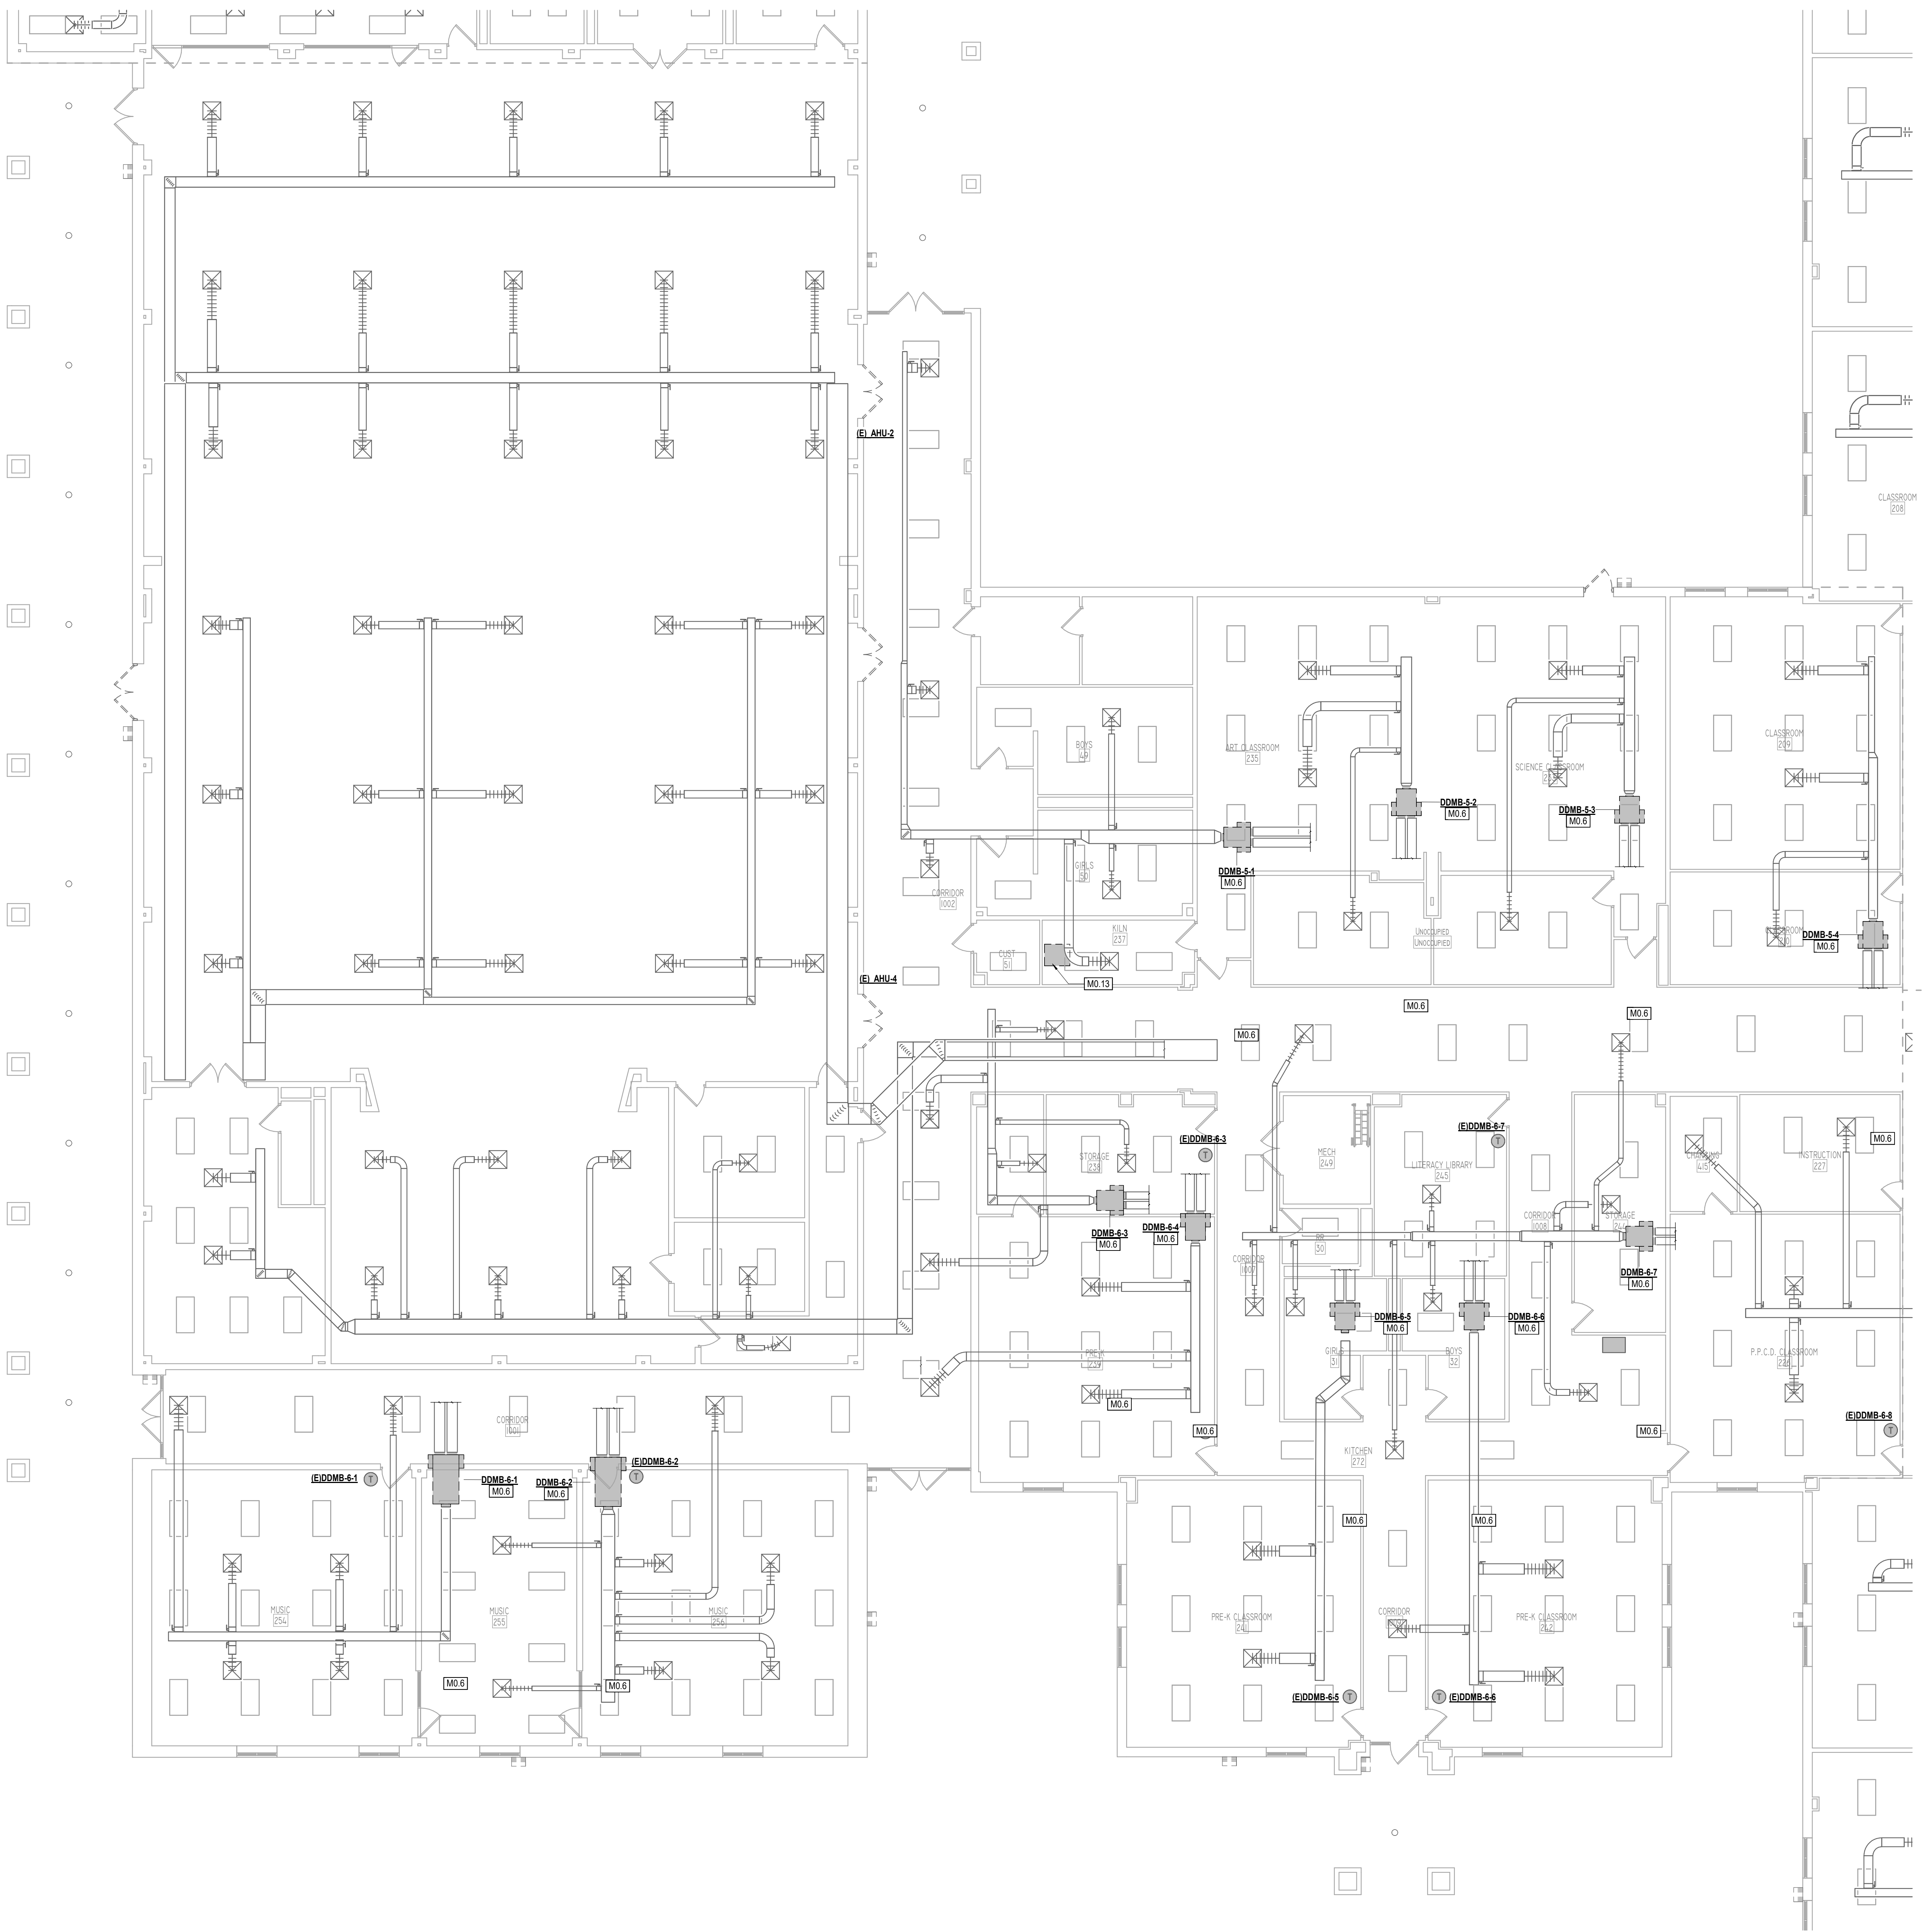 CLASSROOM
208
(E) AHU-2
BOYS
49
ART CLASSROOM
235
SCIENCE CLASSROOM
CLASSROOM
209
DDMB-5-2
M0.6
DDMB-5-3
M0.6
GIRLS
50
DDMB-5-1
M0.6
CORRIDOR
1002
KILN
237
UNOCCUPIED
UNOCCUPIED
DDMB-5-4
M0.6
CUST
51
(E) AHU-4
M0.13
M0.6
M0.6
M0.6
(E)DDMB-6-3
T
(E)DDMB-6-7
T
M0.6
STORAGE
238
MECH
249
LITERACY LIBRARY
245
CHANGING
415
INSTRUCTION
227
CORRIDOR
1008
STORAGE
DDMB-6-3
M0.6
DDMB-6-4
M0.6
RR
30
CORRIDOR
1007
DDMB-6-7
M0.6
DDMB-6-5
M0.6
DDMB-6-6
M0.6
PRE-K
239
GIRLS
31
BOYS
32
P.P.C.D. CLASSROOM
226
M0.6
M0.6
M0.6
(E)DDMB-6-8
T
CORRIDOR
1001
KITCHEN
272
(E)DDMB-6-1
T
DDMB-6-1
M0.6
DDMB-6-2
M0.6
(E)DDMB-6-2
T
M0.6
M0.6
MUSIC
254
MUSIC
255
MUSIC
256
PRE-K CLASSROOM
241
CORRIDOR
PRE-K CLASSROOM
242
M0.6
M0.6
(E)DDMB-6-5
T
T
(E)DDMB-6-6